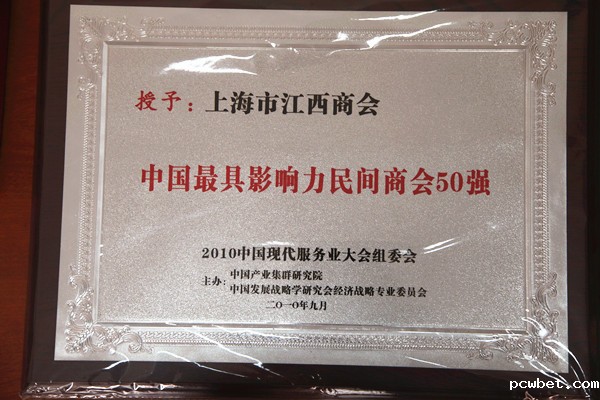 授予：上海市江西商会
中国最具影响力民间商会50强
2010中国现代服务业大会组委会
主办：中国产业集群研究院
中国发展战略学研究会经济战略专业委员会
二〇一〇年九月
pcwbet.com